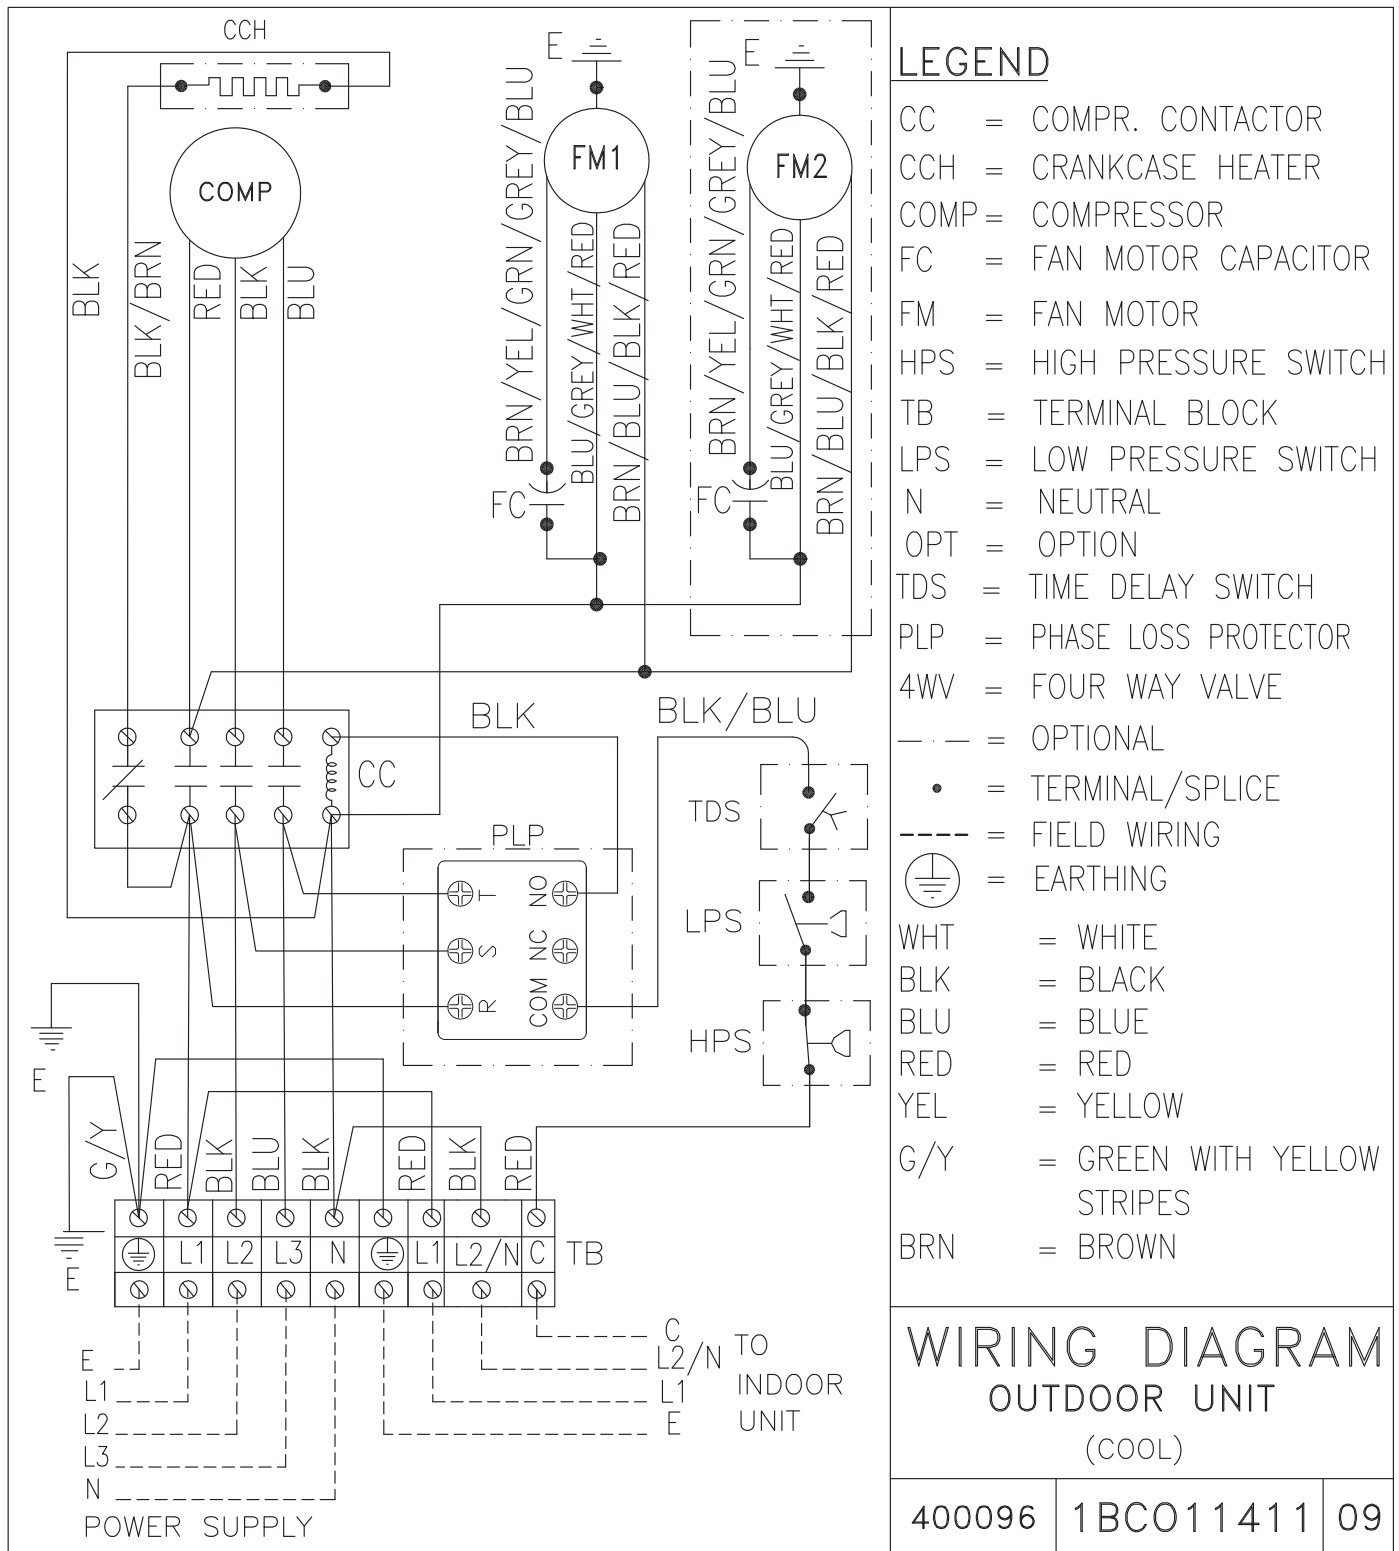 CCH
COMP
BLK
BLK/BRN
RED
BLK
BLU
E
FM1
BRN/YEL/GRN/GREY/BLU
BLU/GREY/WHT/RED
BRN/BLU/BLK/RED
FC
E
FM2
BRN/YEL/GRN/GREY/BLU
BLU/GREY/WHT/RED
BRN/BLU/BLK/RED
FC
BLK
BLK/BLU
CC
PLP
T NO
S NC
R COM
TDS
LPS
HPS
E
E
G/Y
RED
BLK
BLU
BLK
RED
BLK
RED
L1 L2 L3 N L1 L2/N C TB
E
L1
L2
L3
N
POWER SUPPLY
C
L2/N
L1
E
TO
INDOOR
UNIT
LEGEND
CC = COMPR. CONTACTOR
CCH = CRANKCASE HEATER
COMP = COMPRESSOR
FC = FAN MOTOR CAPACITOR
FM = FAN MOTOR
HPS = HIGH PRESSURE SWITCH
TB = TERMINAL BLOCK
LPS = LOW PRESSURE SWITCH
N = NEUTRAL
OPT = OPTION
TDS = TIME DELAY SWITCH
PLP = PHASE LOSS PROTECTOR
4WV = FOUR WAY VALVE
= OPTIONAL
= TERMINAL/SPLICE
= FIELD WIRING
= EARTHING
WHT = WHITE
BLK = BLACK
BLU = BLUE
RED = RED
YEL = YELLOW
G/Y = GREEN WITH YELLOW
STRIPES
BRN = BROWN
WIRING DIAGRAM
OUTDOOR UNIT
(COOL)
400096 1BCO11411 09